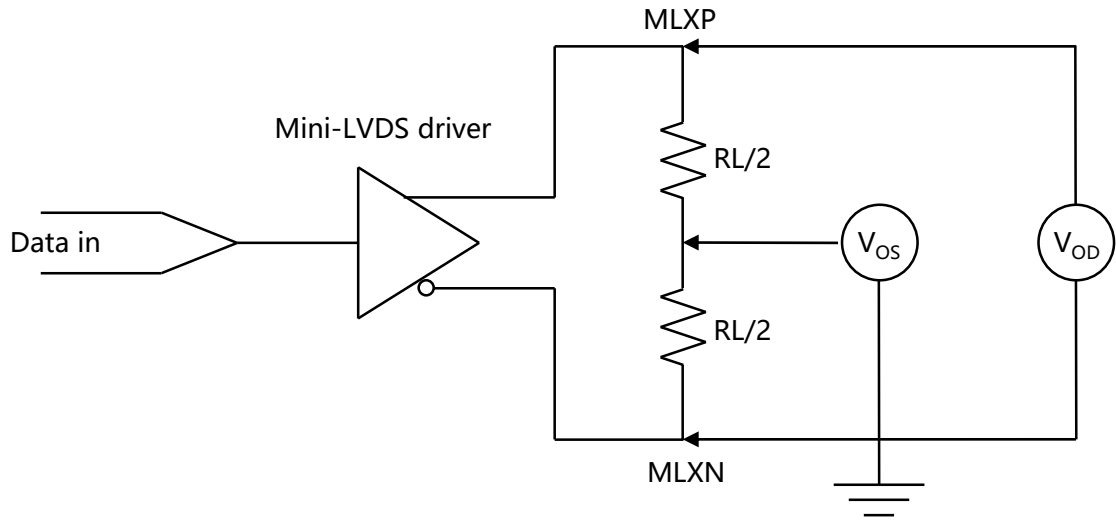 MLXP
Mini-LVDS driver
RL/2
Data in
VOS
VOD
RL/2
MLXN